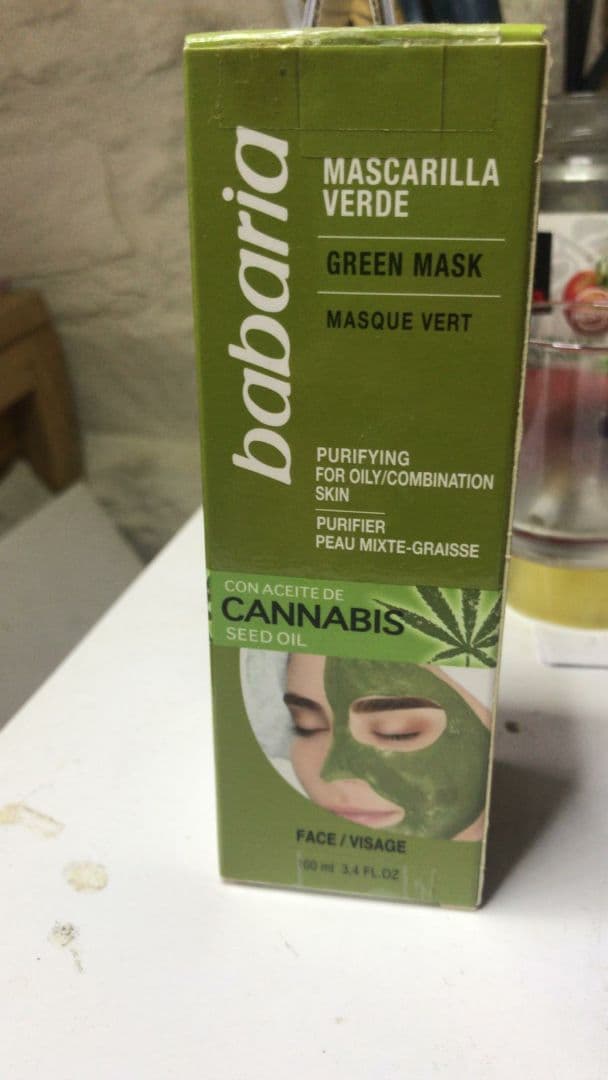 babaria
MASCARILLA
VERDE
GREEN MASK
MASQUE VERT
PURIFYING
FOR OILY/COMBINATION
SKIN
PURIFIER
PEAU MIXTE-GRAISSE
CON ACEITE DE
CANNABIS
SEED OIL
FACE / VISAGE
100 ml 3,4 FL.OZ